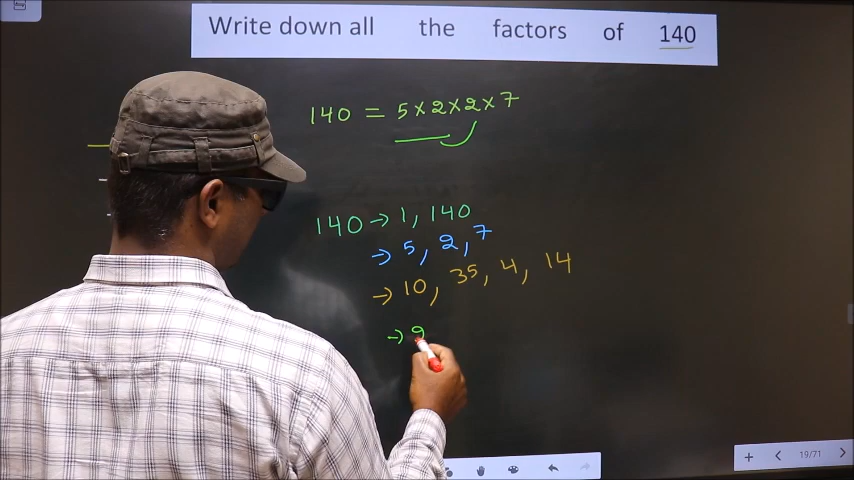 Write down all the factors of 140
140 = 5 × 2 × 2 × 7
140 → 1, 140
→ 5, 2, 7
→ 10, 35, 4, 14
→ 2
19/71